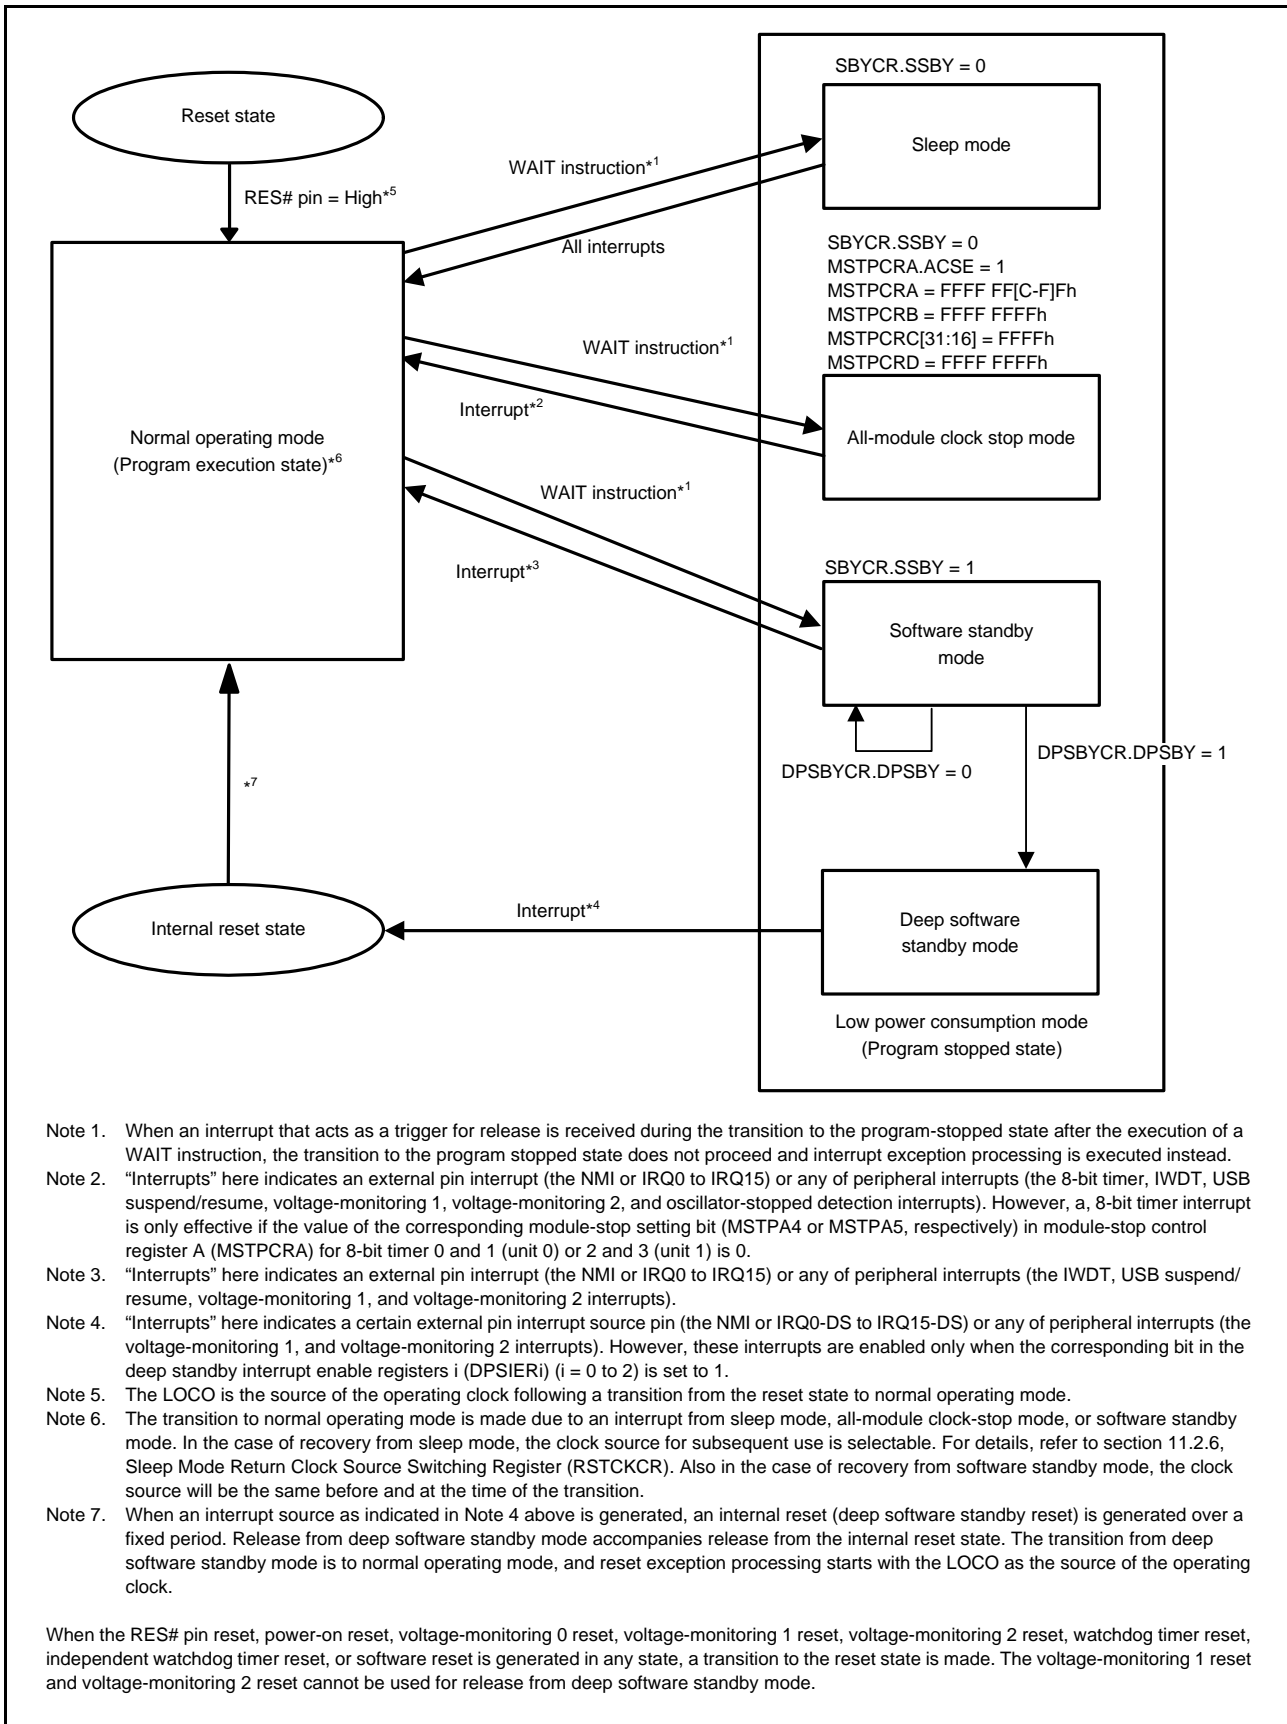 SBYCR.SSBY = 0
Reset state
Sleep mode
WAIT instruction*1
RES# pin = High*5
All interrupts
SBYCR.SSBY = 0
MSTPCRA.ACSE = 1
MSTPCRA = FFFF FF[C-F]Fh
MSTPCRB = FFFF FFFFh
MSTPCRC[31:16] = FFFFh
MSTPCRD = FFFF FFFFh
WAIT instruction*1
Interrupt*2
All-module clock stop mode
Normal operating mode
(Program execution state)*6
WAIT instruction*1
Interrupt*3
SBYCR.SSBY = 1
Software standby
mode
DPSBYCR.DPSBY = 1
DPSBYCR.DPSBY = 0
*7
Interrupt*4
Internal reset state
Deep software
standby mode
Low power consumption mode
(Program stopped state)
Note 1. When an interrupt that acts as a trigger for release is received during the transition to the program-stopped state after the execution of a
WAIT instruction, the transition to the program stopped state does not proceed and interrupt exception processing is executed instead.
Note 2. “Interrupts” here indicates an external pin interrupt (the NMI or IRQ0 to IRQ15) or any of peripheral interrupts (the 8-bit timer, IWDT, USB
suspend/resume, voltage-monitoring 1, voltage-monitoring 2, and oscillator-stopped detection interrupts). However, a, 8-bit timer interrupt
is only effective if the value of the corresponding module-stop setting bit (MSTPA4 or MSTPA5, respectively) in module-stop control
register A (MSTPCRA) for 8-bit timer 0 and 1 (unit 0) or 2 and 3 (unit 1) is 0.
Note 3. “Interrupts” here indicates an external pin interrupt (the NMI or IRQ0 to IRQ15) or any of peripheral interrupts (the IWDT, USB suspend/
resume, voltage-monitoring 1, and voltage-monitoring 2 interrupts).
Note 4. “Interrupts” here indicates a certain external pin interrupt source pin (the NMI or IRQ0-DS to IRQ15-DS) or any of peripheral interrupts (the
voltage-monitoring 1, and voltage-monitoring 2 interrupts). However, these interrupts are enabled only when the corresponding bit in the
deep standby interrupt enable registers i (DPSIERi) (i = 0 to 2) is set to 1.
Note 5. The LOCO is the source of the operating clock following a transition from the reset state to normal operating mode.
Note 6. The transition to normal operating mode is made due to an interrupt from sleep mode, all-module clock-stop mode, or software standby
mode. In the case of recovery from sleep mode, the clock source for subsequent use is selectable. For details, refer to section 11.2.6,
Sleep Mode Return Clock Source Switching Register (RSTCKCR). Also in the case of recovery from software standby mode, the clock
source will be the same before and at the time of the transition.
Note 7. When an interrupt source as indicated in Note 4 above is generated, an internal reset (deep software standby reset) is generated over a
fixed period. Release from deep software standby mode accompanies release from the internal reset state. The transition from deep
software standby mode is to normal operating mode, and reset exception processing starts with the LOCO as the source of the operating
clock.
When the RES# pin reset, power-on reset, voltage-monitoring 0 reset, voltage-monitoring 1 reset, voltage-monitoring 2 reset, watchdog timer reset,
independent watchdog timer reset, or software reset is generated in any state, a transition to the reset state is made. The voltage-monitoring 1 reset
and voltage-monitoring 2 reset cannot be used for release from deep software standby mode.